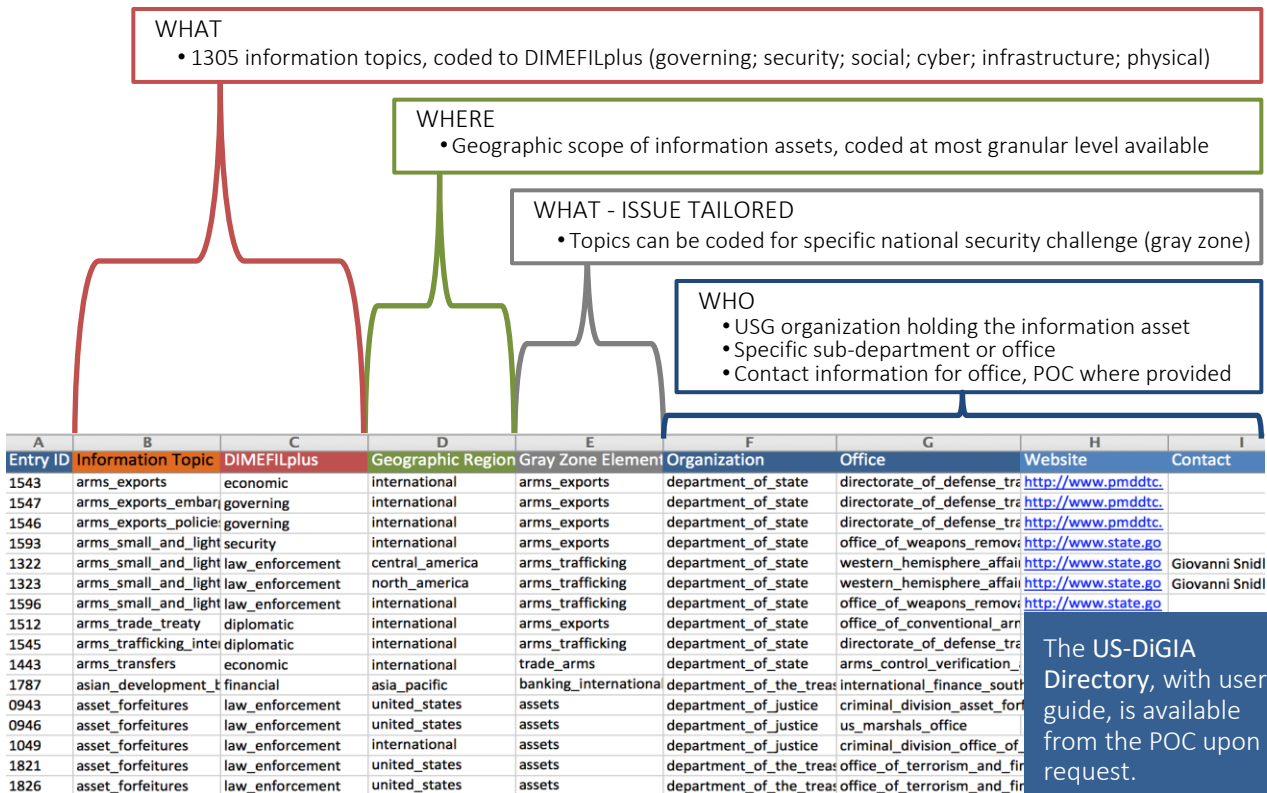 WHAT
• 1305 information topics, coded to DIMEFILplus (governing; security; social; cyber; infrastructure; physical)
WHERE
• Geographic scope of information assets, coded at most granular level available
WHAT - ISSUE TAILORED
• Topics can be coded for specific national security challenge (gray zone)
WHO
• USG organization holding the information asset
• Specific sub-department or office
• Contact information for office, POC where provided
A B C D E F G H I
Entry ID Information Topic DIMEFILplus Geographic Region Gray Zone Element Organization Office Website Contact
1543 arms_exports economic international arms_exports department_of_state directorate_of_defense_tra http://www.pmddtc.
1547 arms_exports_embar governing international arms_exports department_of_state directorate_of_defense_tra http://www.pmddtc.
1546 arms_exports_policie governing international arms_exports department_of_state directorate_of_defense_tra http://www.pmddtc.
1593 arms_small_and_light security international arms_exports department_of_state office_of_weapons_remova http://www.state.go
1322 arms_small_and_light law_enforcement central_america arms_trafficking department_of_state western_hemisphere_affai http://www.state.go Giovanni Snidl
1323 arms_small_and_light law_enforcement north_america arms_trafficking department_of_state western_hemisphere_affai http://www.state.go Giovanni Snidl
1596 arms_small_and_light law_enforcement international arms_trafficking department_of_state office_of_weapons_remova http://www.state.go
1512 arms_trade_treaty diplomatic international arms_exports department_of_state office_of_conventional_arn
1545 arms_trafficking_inter diplomatic international arms_trafficking department_of_state directorate_of_defense_tra
1443 arms_transfers economic international trade_arms department_of_state arms_control_verification_
1787 asian_development_b financial asia_pacific banking_internationa department_of_the_treas international_finance_south
0943 asset_forfeitures law_enforcement united_states assets department_of_justice criminal_division_asset_forf
0946 asset_forfeitures law_enforcement united_states assets department_of_justice us_marshals_office
1049 asset_forfeitures law_enforcement international assets department_of_justice criminal_division_office_of_
1821 asset_forfeitures law_enforcement united_states assets department_of_the_treas office_of_terrorism_and_fin
1826 asset_forfeitures law_enforcement united_states assets department_of_the_treas office_of_terrorism_and_fin
The US-DiGIA
Directory, with user
guide, is available
from the POC upon
request.